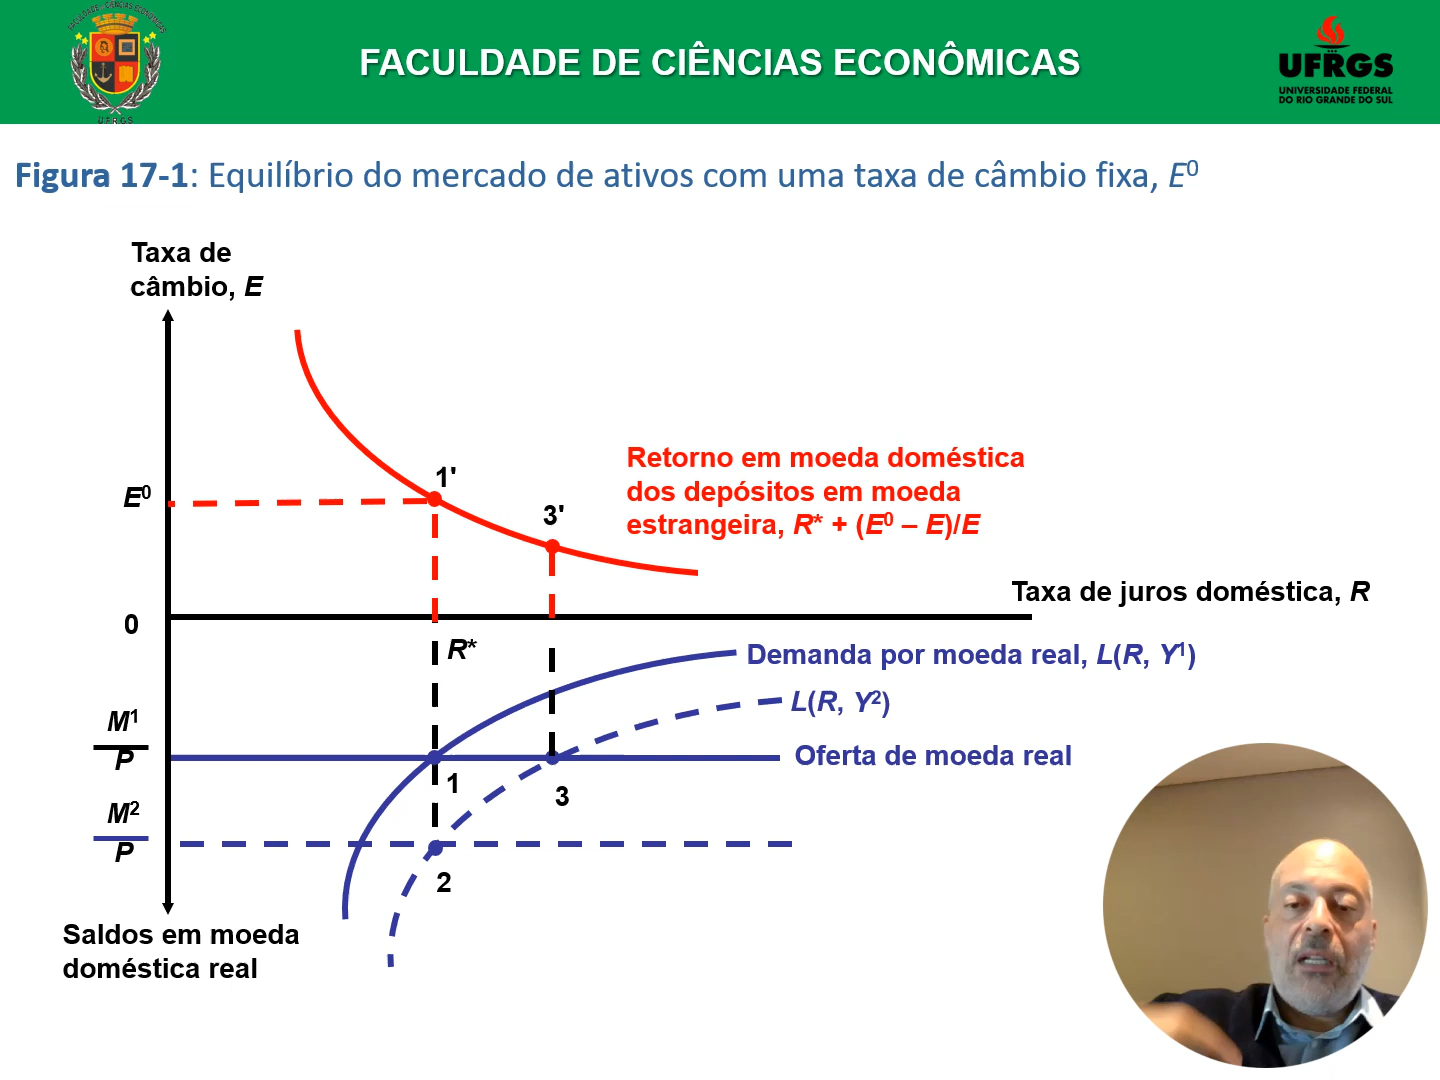 FACULDADE DE CIÊNCIAS ECONÔMICAS
UFRGS
UFRGS
UNIVERSIDADE FEDERAL
DO RIO GRANDE DO SUL
Figura 17-1: Equilíbrio do mercado de ativos com uma taxa de câmbio fixa, E⁰
Taxa de
câmbio, E
E⁰
1'
3'
Retorno em moeda doméstica
dos depósitos em moeda
estrangeira, R* + (E⁰ – E)/E
Taxa de juros doméstica, R
0
R*
Demanda por moeda real, L(R, Y¹)
L(R, Y²)
M¹
P
Oferta de moeda real
1
3
M²
P
2
Saldos em moeda
doméstica real